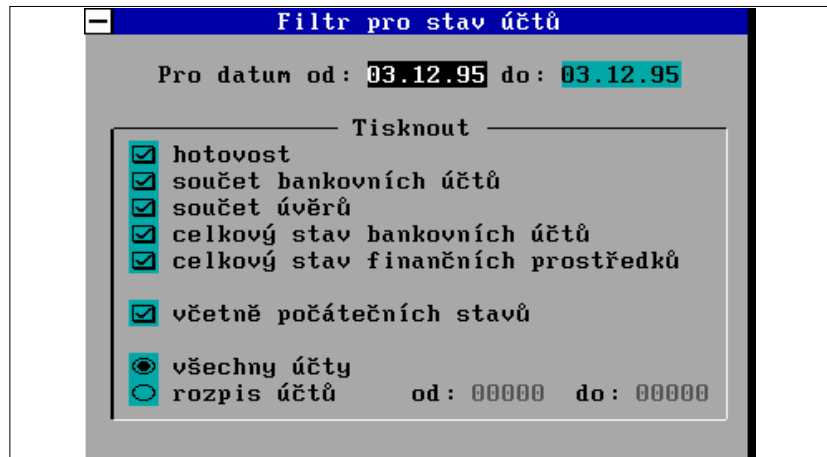 Filtr pro stav účtů
Pro datum od: 03.12.95 do: 03.12.95
Tisknout
hotovost
součet bankovních účtů
součet úvěrů
celkový stav bankovních účtů
celkový stav finančních prostředků
včetně počátečních stavů
všechny účty
rozpis účtů od: 00000 do: 00000